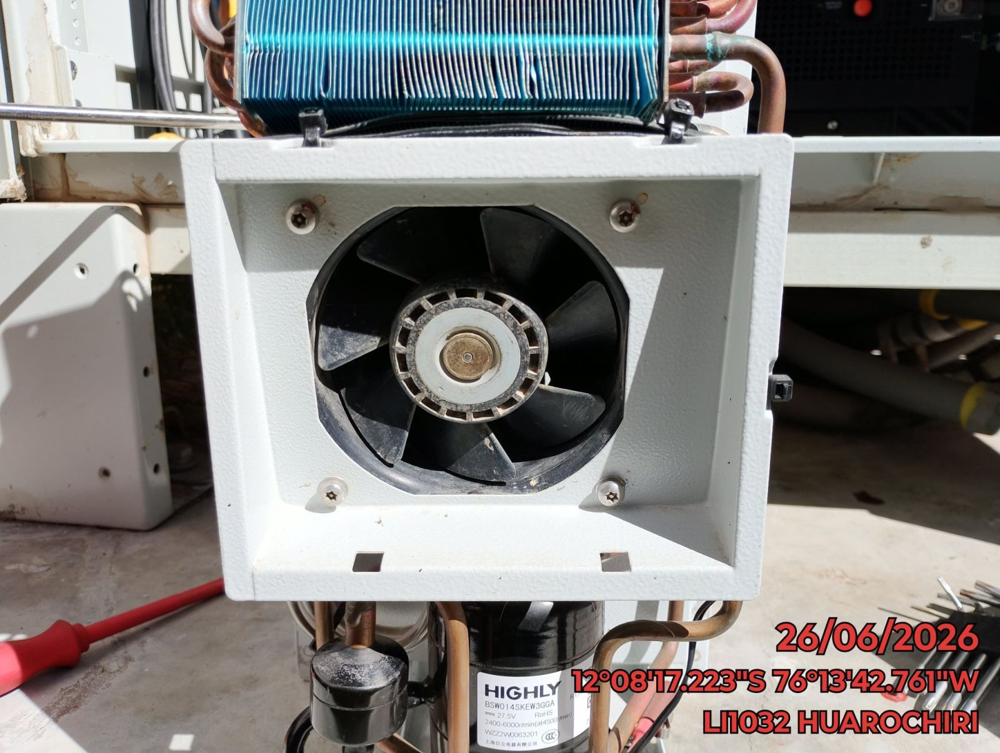 HIGHLY
BSW014SKEW3GGA
27.5V RoHS
2400-6000r/min(at4500r/min)
WZZ2W0063201
上海日立电器有限公司
26/06/2026
12°08'17.223"S 76°13'42.761"W
LI1032 HUAROCHIRI